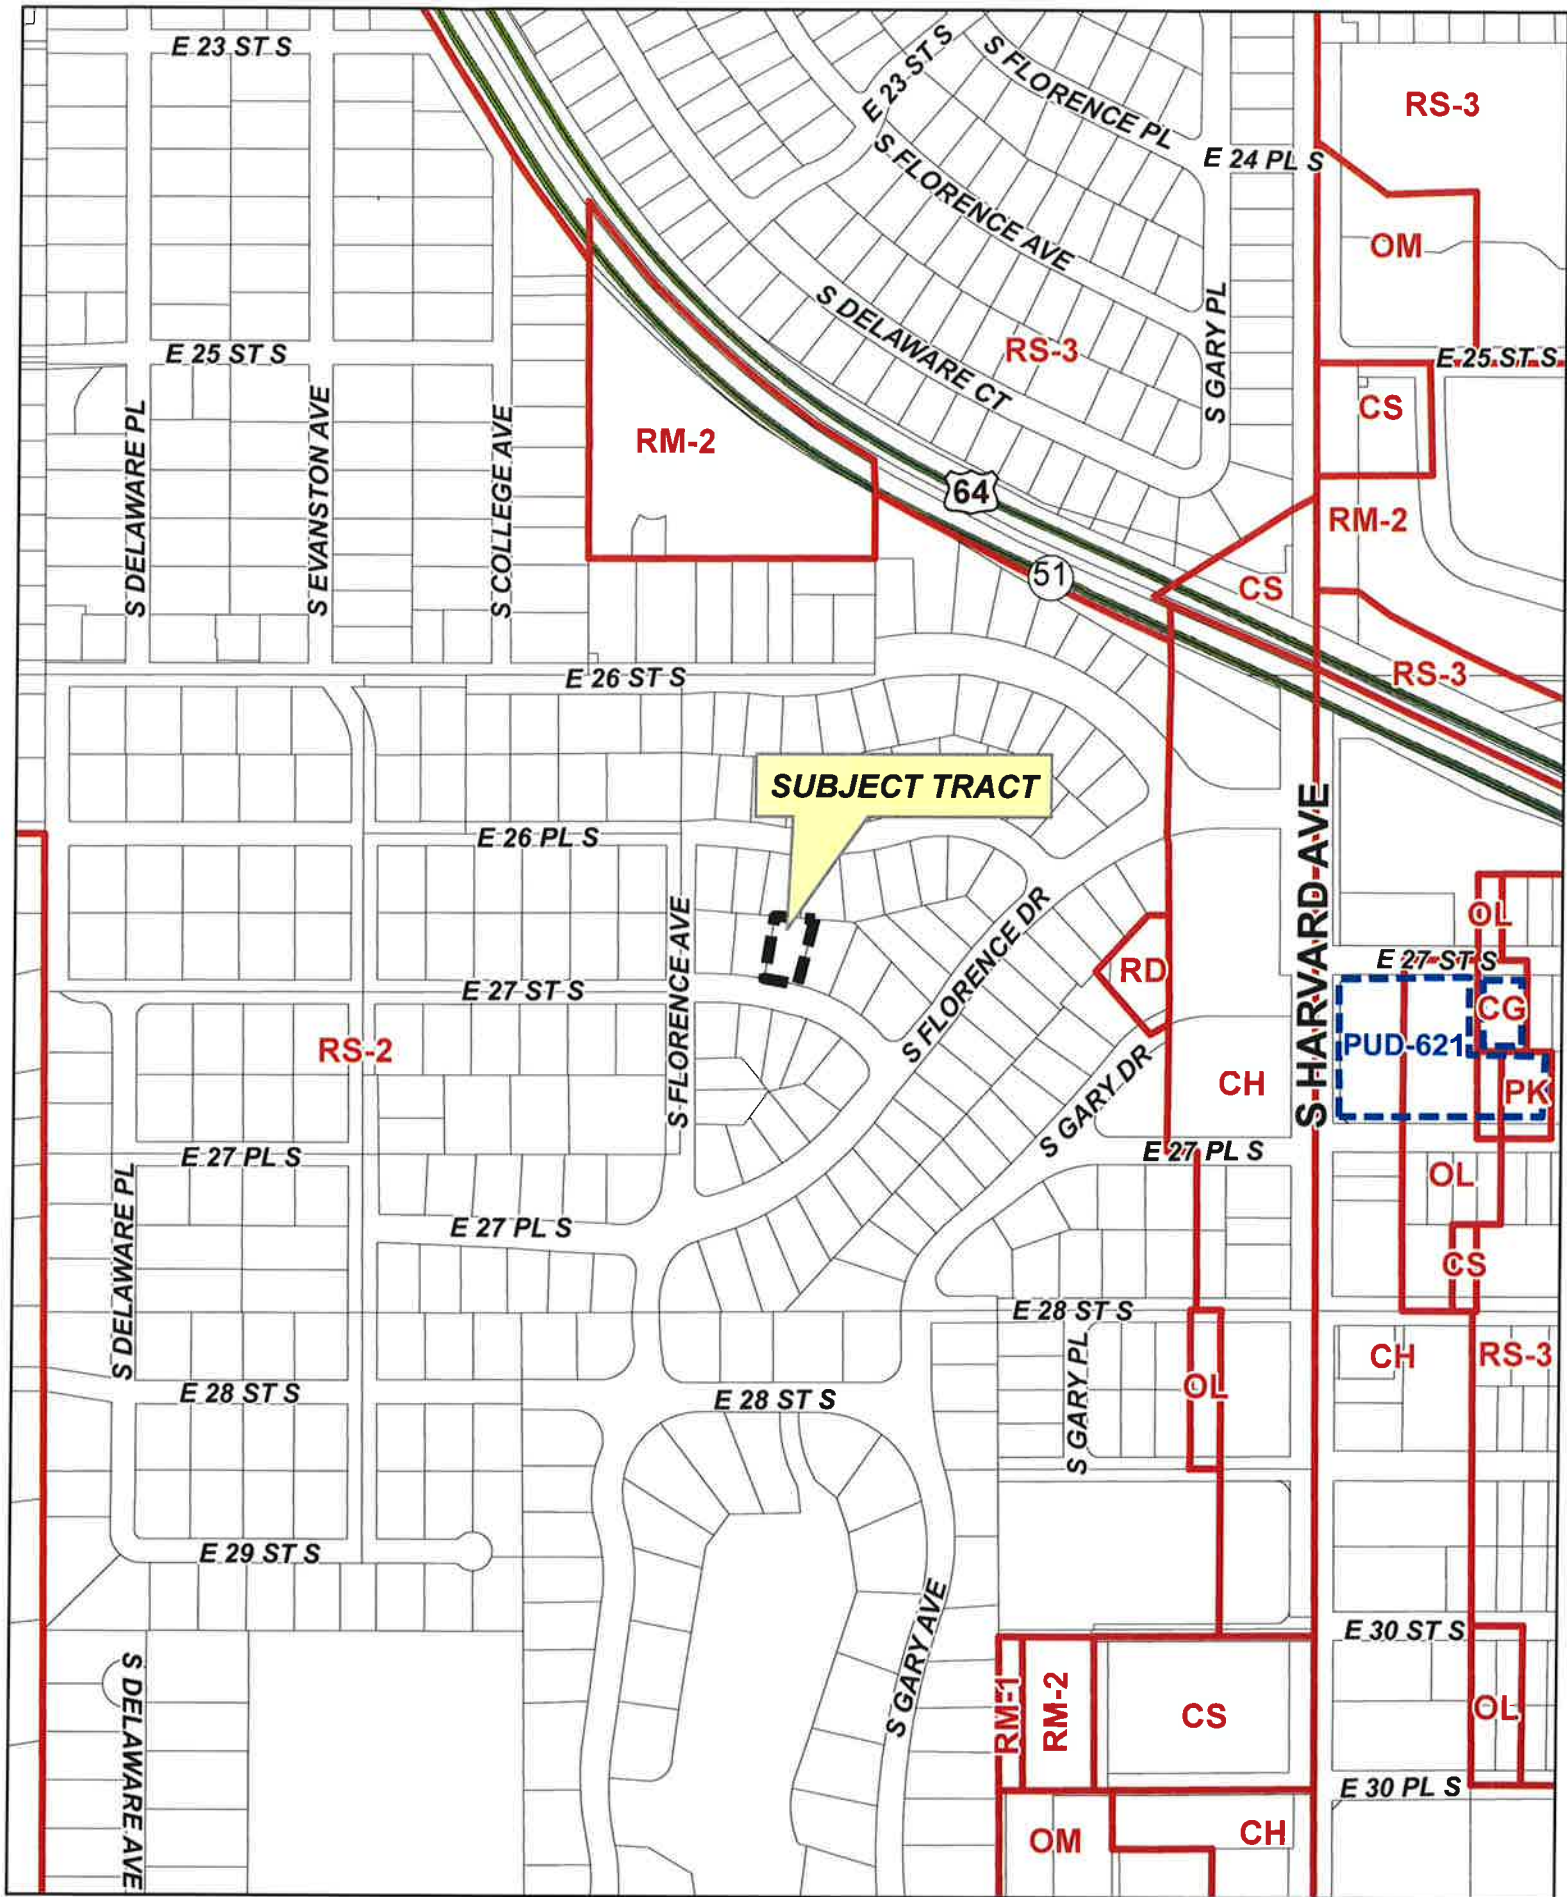 E 23 ST S
E 23 ST S
S FLORENCE PL
RS-3
E 24 PL S
S FLORENCE AVE
OM
S DELAWARE CT
RS-3
S GARY PL
E 25 ST S
E 25 ST S
CS
S DELAWARE PL
S EVANSTON AVE
S COLLEGE AVE
RM-2
64
RM-2
51
CS
E 26 ST S
RS-3
SUBJECT TRACT
E 26 PL S
S HARVARD AVE
S FLORENCE AVE
S FLORENCE DR
OL
E 27 ST S
RD
E 27 ST S
CG
RS-2
PUD-621
CH
PK
S GARY DR
E 27 PL S
E 27 PL S
OL
S DELAWARE PL
E 27 PL S
CS
E 28 ST S
S GARY PL
CH
RS-3
OL
E 28 ST S
E 28 ST S
E 29 ST S
S GARY AVE
E 30 ST S
S DELAWARE AVE
RM-1
RM-2
CS
OL
E 30 PL S
OM
CH